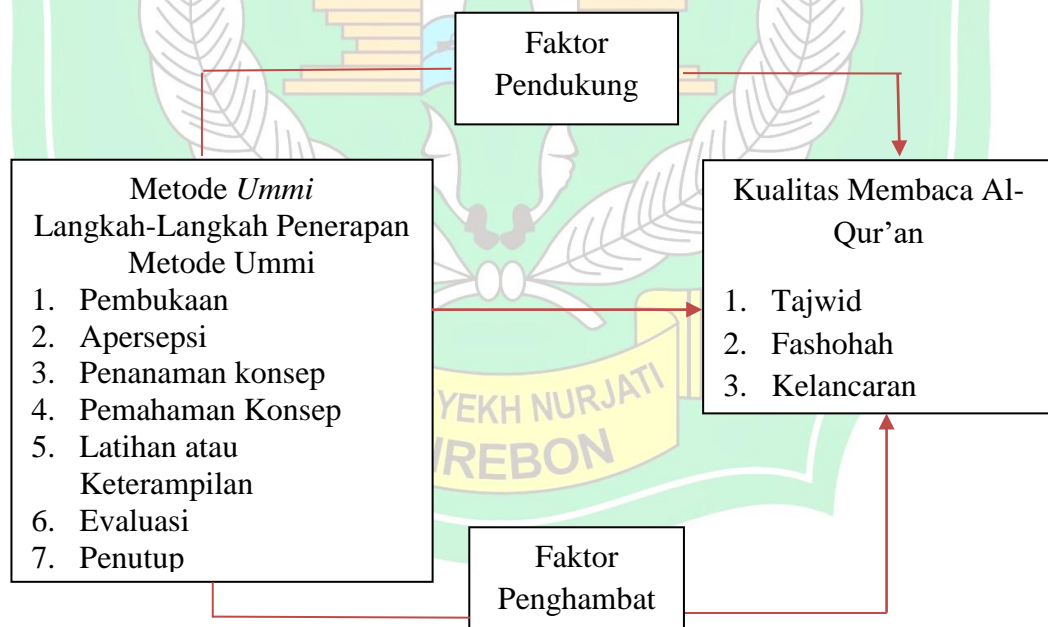 Faktor
Pendukung
Metode Ummi
Langkah-Langkah Penerapan
Metode Ummi
1. Pembukaan
2. Apersepsi
3. Penanaman konsep
4. Pemahaman Konsep
5. Latihan atau
Keterampilan
6. Evaluasi
7. Penutup
Kualitas Membaca Al-
Qur’an
1. Tajwid
2. Fashohah
3. Kelancaran
YEKH NURJATI
IREBON
Faktor
Penghambat